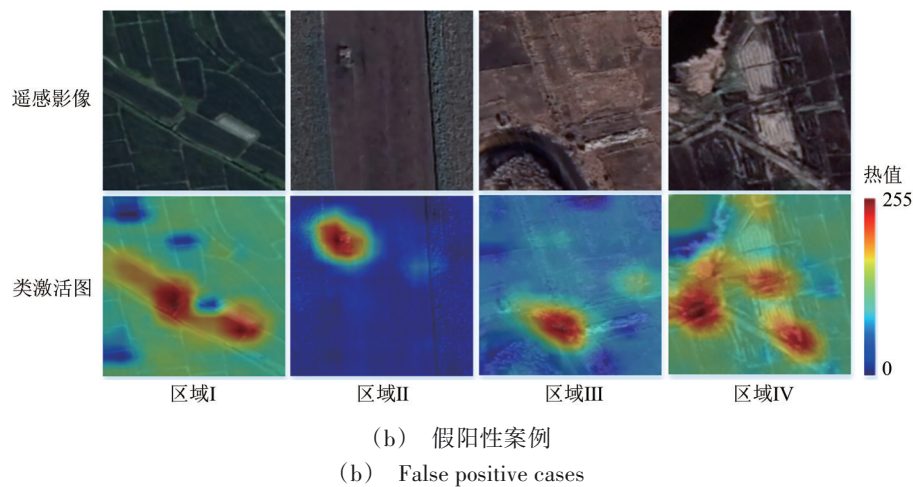 遥感影像
热值
255
类激活图
0
区域I
区域II
区域III
区域IV
（b） 假阳性案例
（b） False positive cases